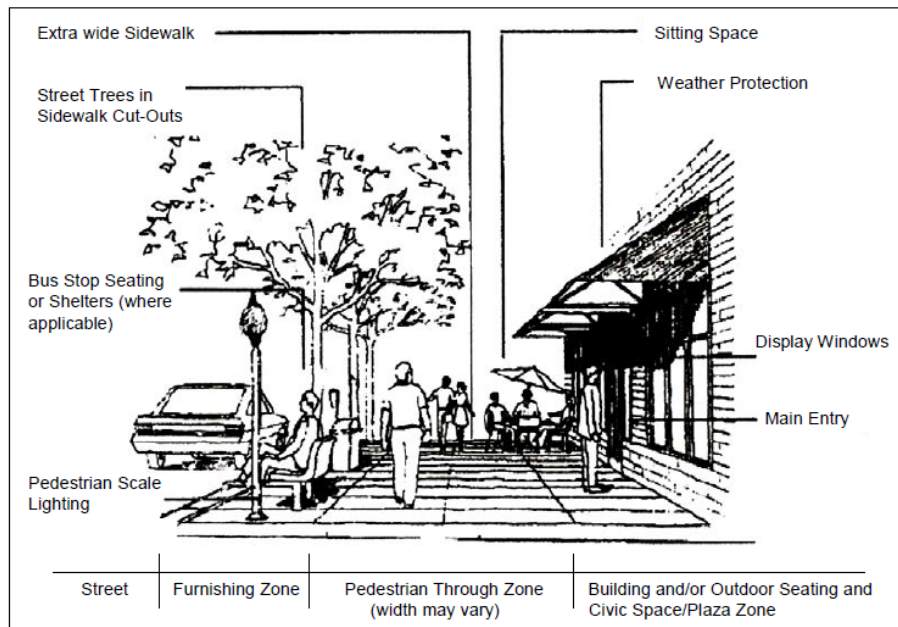 Extra wide Sidewalk
Sitting Space
Street Trees in
Sidewalk Cut-Outs
Weather Protection
Bus Stop Seating
or Shelters (where
applicable)
Display Windows
Main Entry
Pedestrian Scale
Lighting
Street
Furnishing Zone
Pedestrian Through Zone
(width may vary)
Building and/or Outdoor Seating and
Civic Space/Plaza Zone